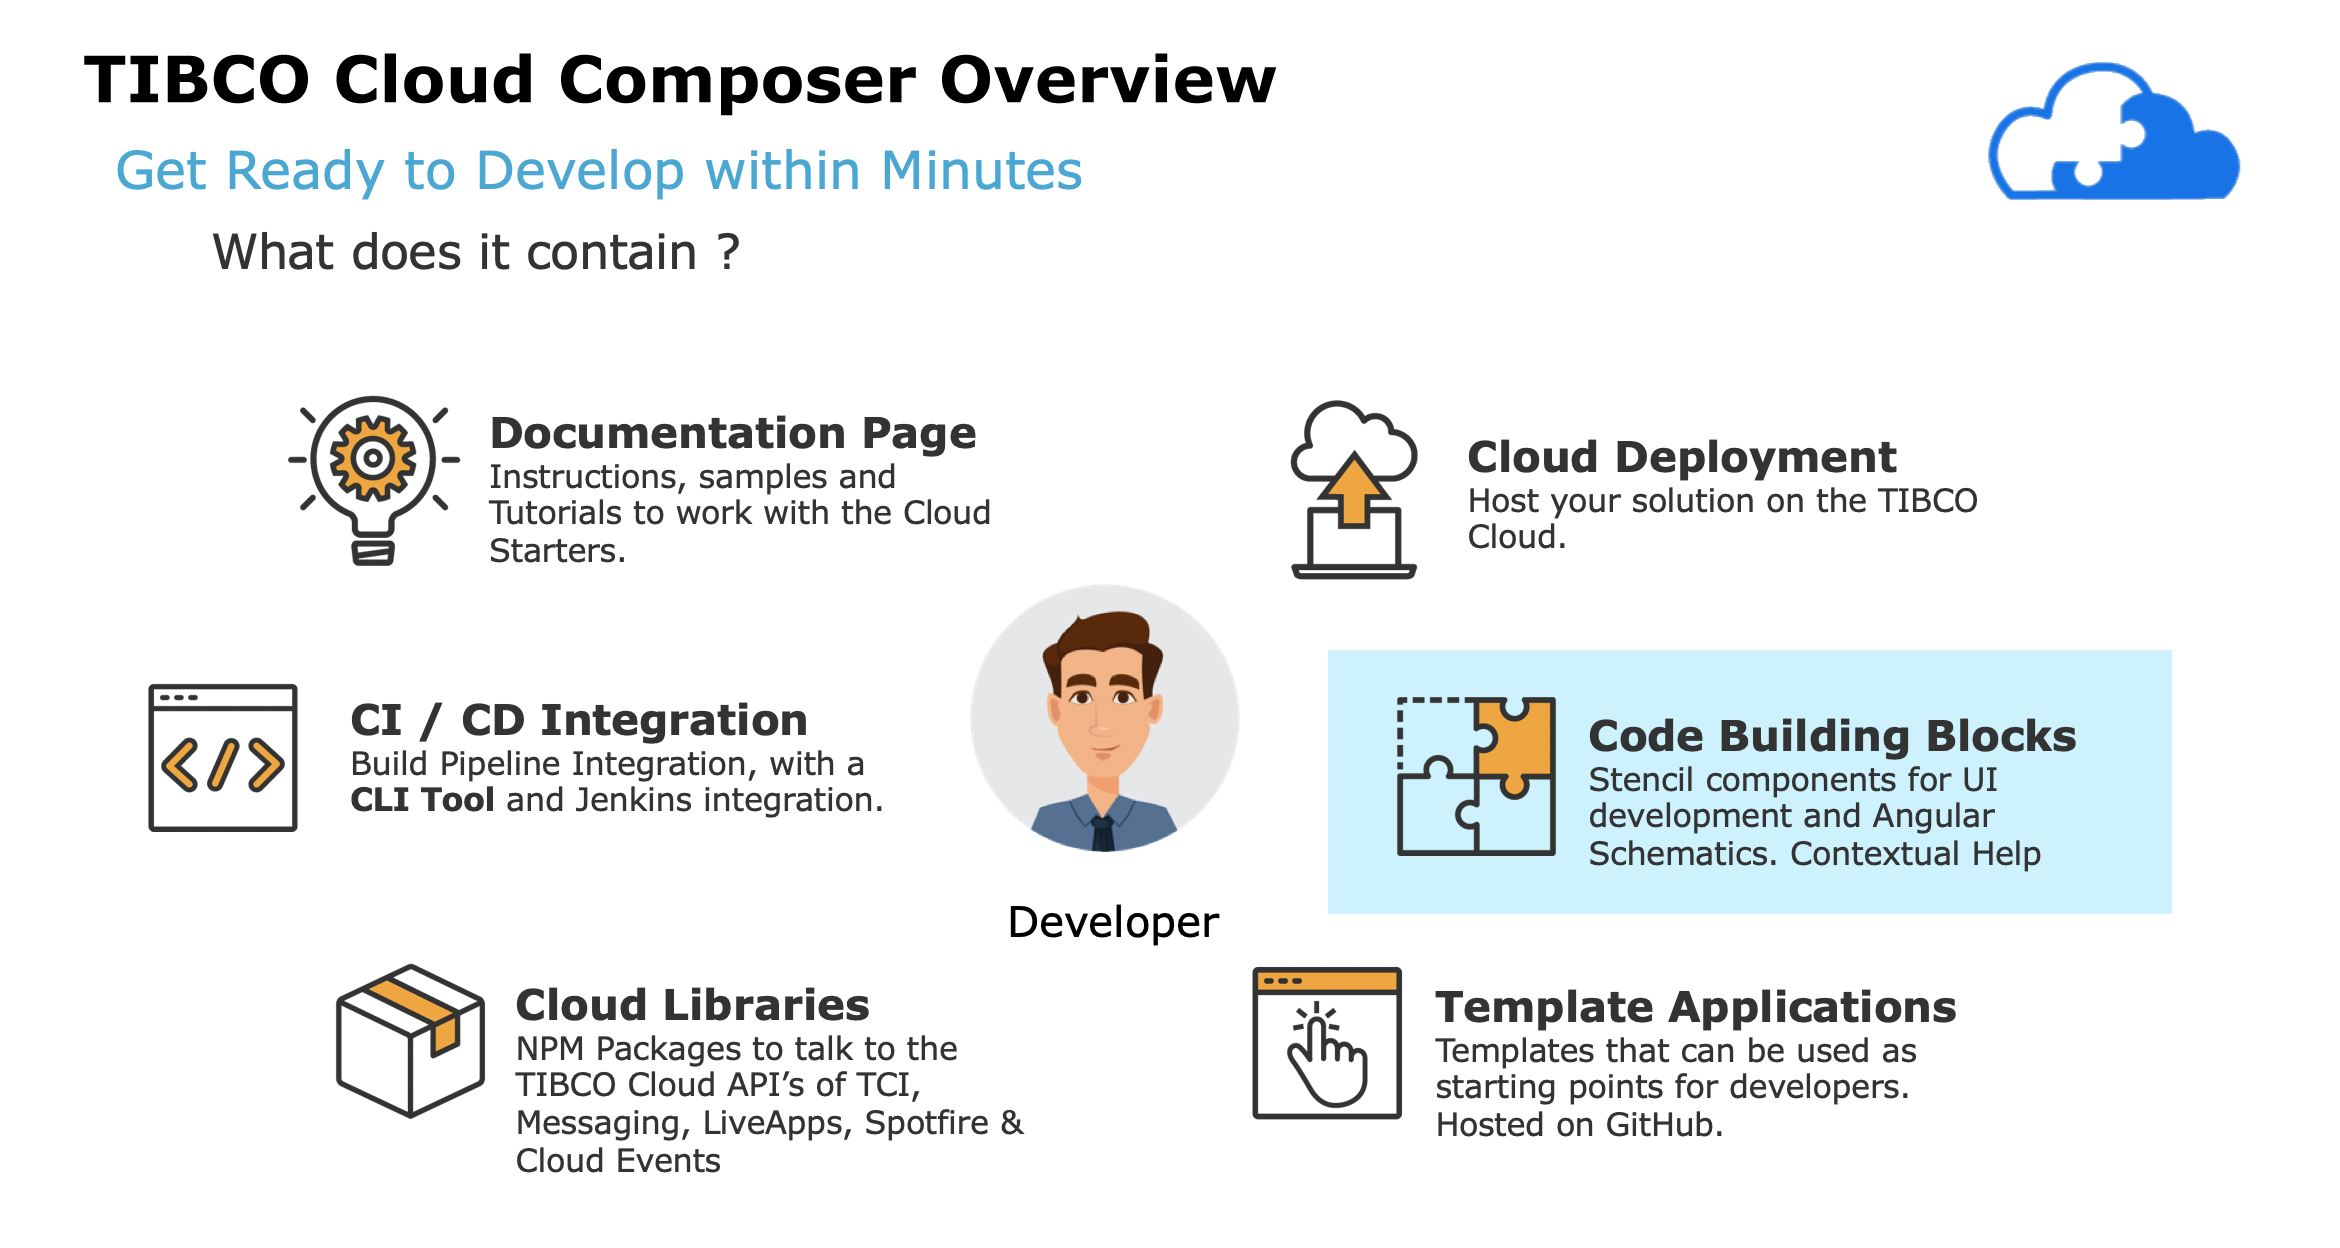 TIBCO Cloud Composer Overview
Get Ready to Develop within Minutes
What does it contain ?
Documentation Page
Instructions, samples and
Tutorials to work with the Cloud
Starters.
Cloud Deployment
Host your solution on the TIBCO
Cloud.
CI / CD Integration
Build Pipeline Integration, with a
CLI Tool and Jenkins integration.
Code Building Blocks
Stencil components for UI
development and Angular
Schematics. Contextual Help
Developer
Cloud Libraries
NPM Packages to talk to the
TIBCO Cloud API’s of TCI,
Messaging, LiveApps, Spotfire &
Cloud Events
Template Applications
Templates that can be used as
starting points for developers.
Hosted on GitHub.